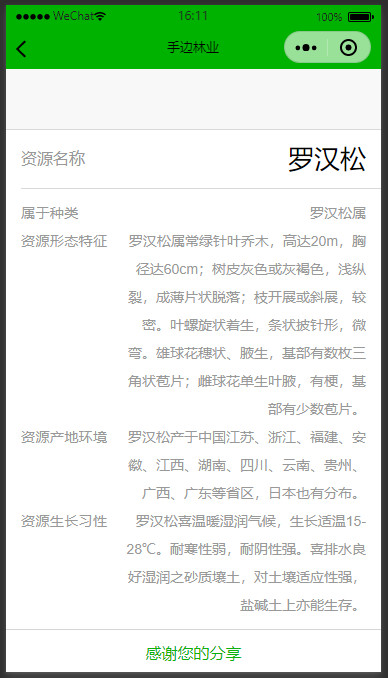 WeChat
16:11
100%
手边林业
资源名称
罗汉松
属于种类
罗汉松属
资源形态特征
罗汉松属常绿针叶乔木，高达20m，胸
径达60cm；树皮灰色或灰褐色，浅纵
裂，成薄片状脱落；枝开展或斜展，较
密。叶螺旋状着生，条状披针形，微
弯。雄球花穗状、腋生，基部有数枚三
角状苞片；雌球花单生叶腋，有梗，基
部有少数苞片。
资源产地环境
罗汉松产于中国江苏、浙江、福建、安
徽、江西、湖南、四川、云南、贵州、
广西、广东等省区，日本也有分布。
资源生长习性
罗汉松喜温暖湿润气候，生长适温15-
28℃。耐寒性弱，耐阴性强。喜排水良
好湿润之砂质壤土，对土壤适应性强，
盐碱土上亦能生存。
感谢您的分享